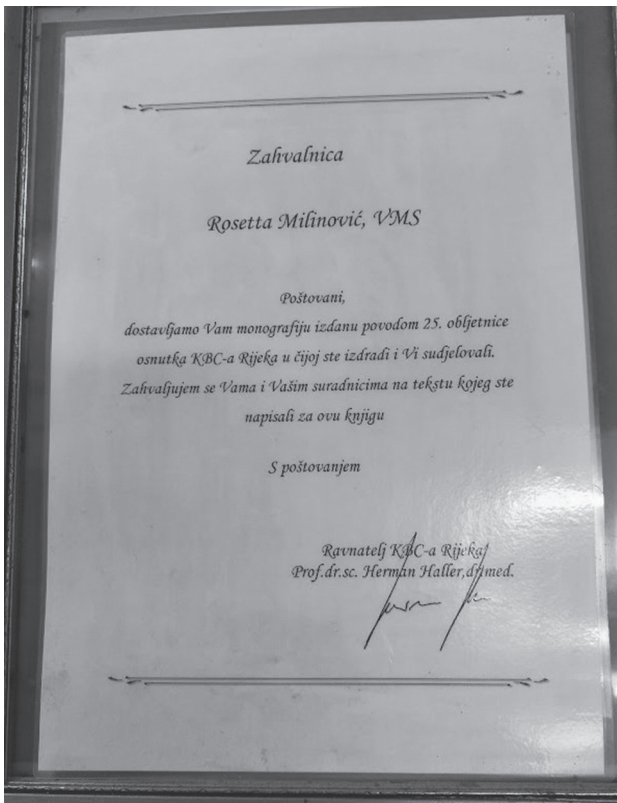 Zahvalnica
Rosetta Milinović, VMS
Poštovani,
dostavljamo Vam monografiju izdanu povodom 25. obljetnice
osnutka KBC-a Rijeka u čijoj ste izdradi i Vi sudjelovali.
Zahvaljujem se Vama i Vašim suradnicima na tekstu kojeg ste
napisali za ovu knjigu
S poštovanjem
Ravnatelj KBC-a Rijeka
Prof.dr.sc. Herman Haller,dr.med.